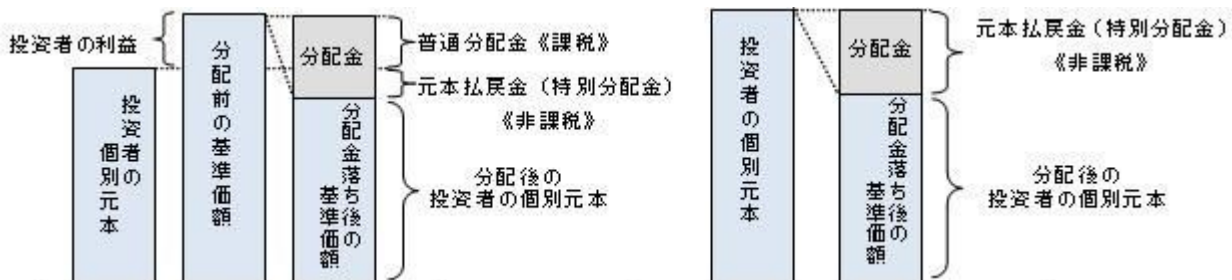 投資者の利益
投資者の
個別元本
分配前の基準価額
分配金
分配金落ち後の
基準価額
普通分配金《課税》
元本払戻金（特別分配金）
《非課税》
分配後の
投資者の個別元本
投資者の個別元本
分配金
分配金落ち後の
基準価額
元本払戻金（特別分配金）
《非課税》
分配後の
投資者の個別元本